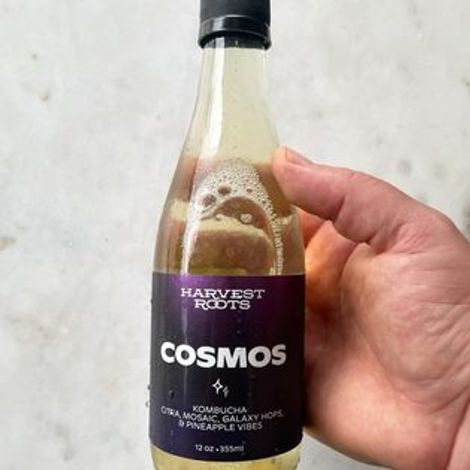 HARVEST
ROOTS
COSMOS
KOMBUCHA
CITRA, MOSAIC, GALAXY HOPS,
& PINEAPPLE VIBES
12 oz • 355ml